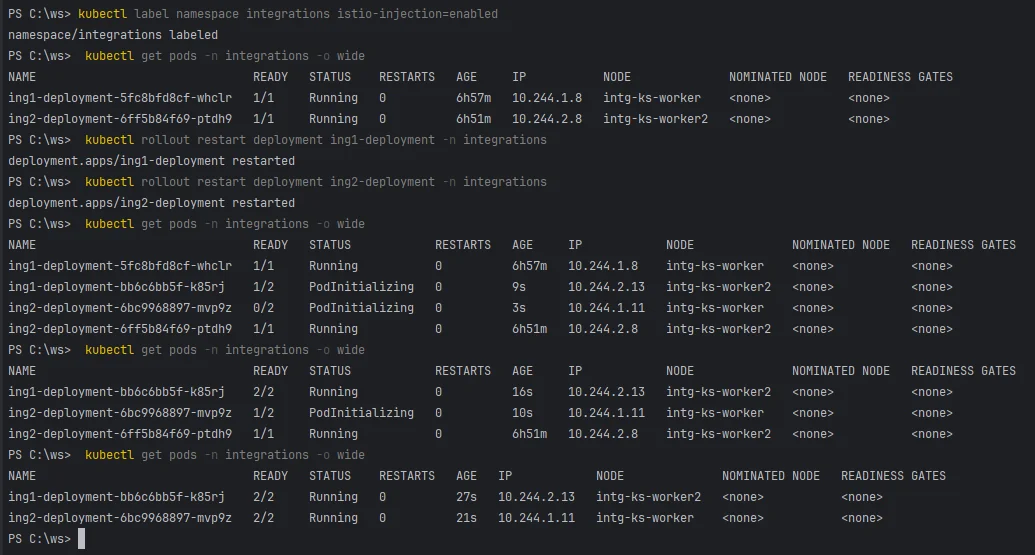 PS C:\ws> kubectl label namespace integrations istio-injection=enabled
namespace/integrations labeled
PS C:\ws>  kubectl get pods -n integrations -o wide
NAME                               READY   STATUS    RESTARTS   AGE     IP           NODE              NOMINATED NODE   READINESS GATES
ing1-deployment-5fc8bfd8cf-whclr   1/1     Running   0          6h57m   10.244.1.8   intg-ks-worker    <none>           <none>
ing2-deployment-6ff5b84f69-ptdh9   1/1     Running   0          6h51m   10.244.2.8   intg-ks-worker2   <none>           <none>
PS C:\ws>  kubectl rollout restart deployment ing1-deployment -n integrations
deployment.apps/ing1-deployment restarted
PS C:\ws>  kubectl rollout restart deployment ing2-deployment -n integrations
deployment.apps/ing2-deployment restarted
PS C:\ws>  kubectl get pods -n integrations -o wide
NAME                               READY   STATUS            RESTARTS   AGE     IP            NODE              NOMINATED NODE   READINESS GATES
ing1-deployment-5fc8bfd8cf-whclr   1/1     Running           0          6h57m   10.244.1.8    intg-ks-worker    <none>           <none>
ing1-deployment-bb6c6bb5f-k85rj    1/2     PodInitializing   0          9s      10.244.2.13   intg-ks-worker2   <none>           <none>
ing2-deployment-6bc9968897-mvp9z   0/2     PodInitializing   0          3s      10.244.1.11   intg-ks-worker    <none>           <none>
ing2-deployment-6ff5b84f69-ptdh9   1/1     Running           0          6h51m   10.244.2.8    intg-ks-worker2   <none>           <none>
PS C:\ws>  kubectl get pods -n integrations -o wide
NAME                               READY   STATUS            RESTARTS   AGE     IP            NODE              NOMINATED NODE   READINESS GATES
ing1-deployment-bb6c6bb5f-k85rj    2/2     Running           0          16s     10.244.2.13   intg-ks-worker2   <none>           <none>
ing2-deployment-6bc9968897-mvp9z   1/2     PodInitializing   0          10s     10.244.1.11   intg-ks-worker    <none>           <none>
ing2-deployment-6ff5b84f69-ptdh9   1/1     Running           0          6h51m   10.244.2.8    intg-ks-worker2   <none>           <none>
PS C:\ws>  kubectl get pods -n integrations -o wide
NAME                               READY   STATUS    RESTARTS   AGE   IP            NODE              NOMINATED NODE   READINESS GATES
ing1-deployment-bb6c6bb5f-k85rj    2/2     Running   0          27s   10.244.2.13   intg-ks-worker2   <none>           <none>
ing2-deployment-6bc9968897-mvp9z   2/2     Running   0          21s   10.244.1.11   intg-ks-worker    <none>           <none>
PS C:\ws>